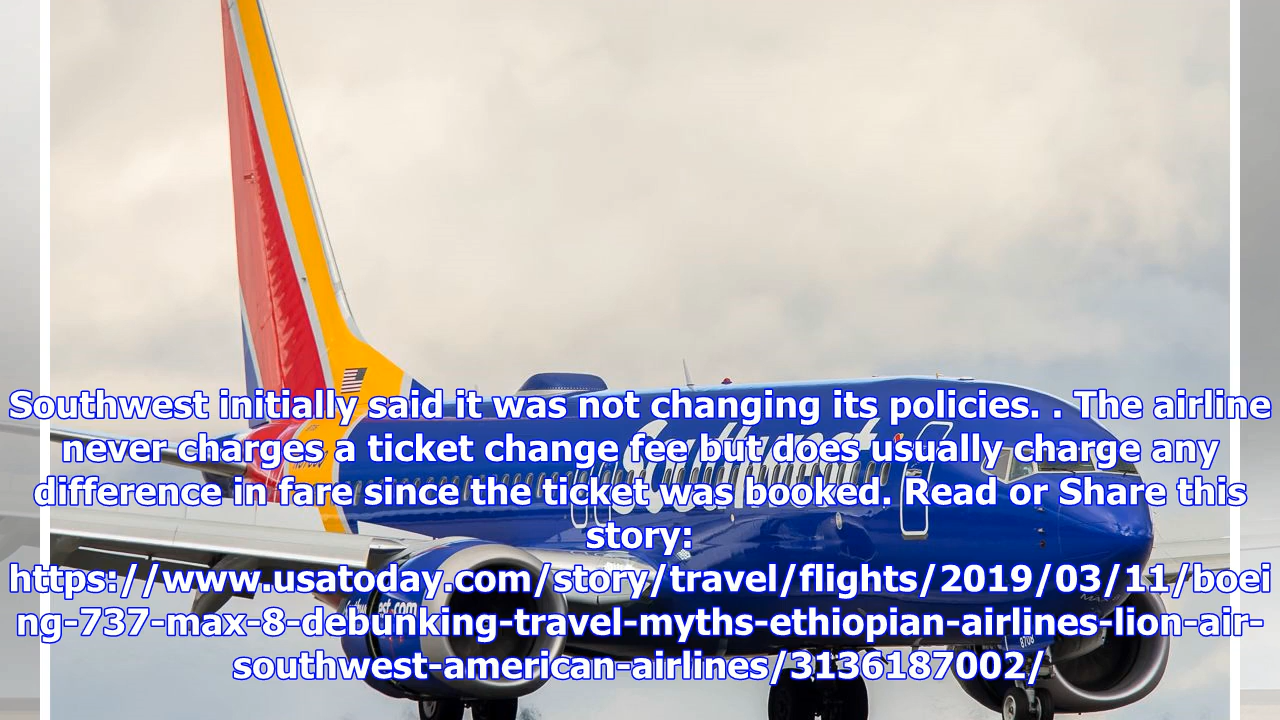 Southwest initially said it was not changing its policies. . The airline
never charges a ticket change fee but does usually charge any
difference in fare since the ticket was booked. Read or Share this
story:
https://www.usatoday.com/story/travel/flights/2019/03/11/boei
ng-737-max-8-debunking-travel-myths-ethiopian-airlines-lion-air-
southwest-american-airlines/3136187002/
Southwest